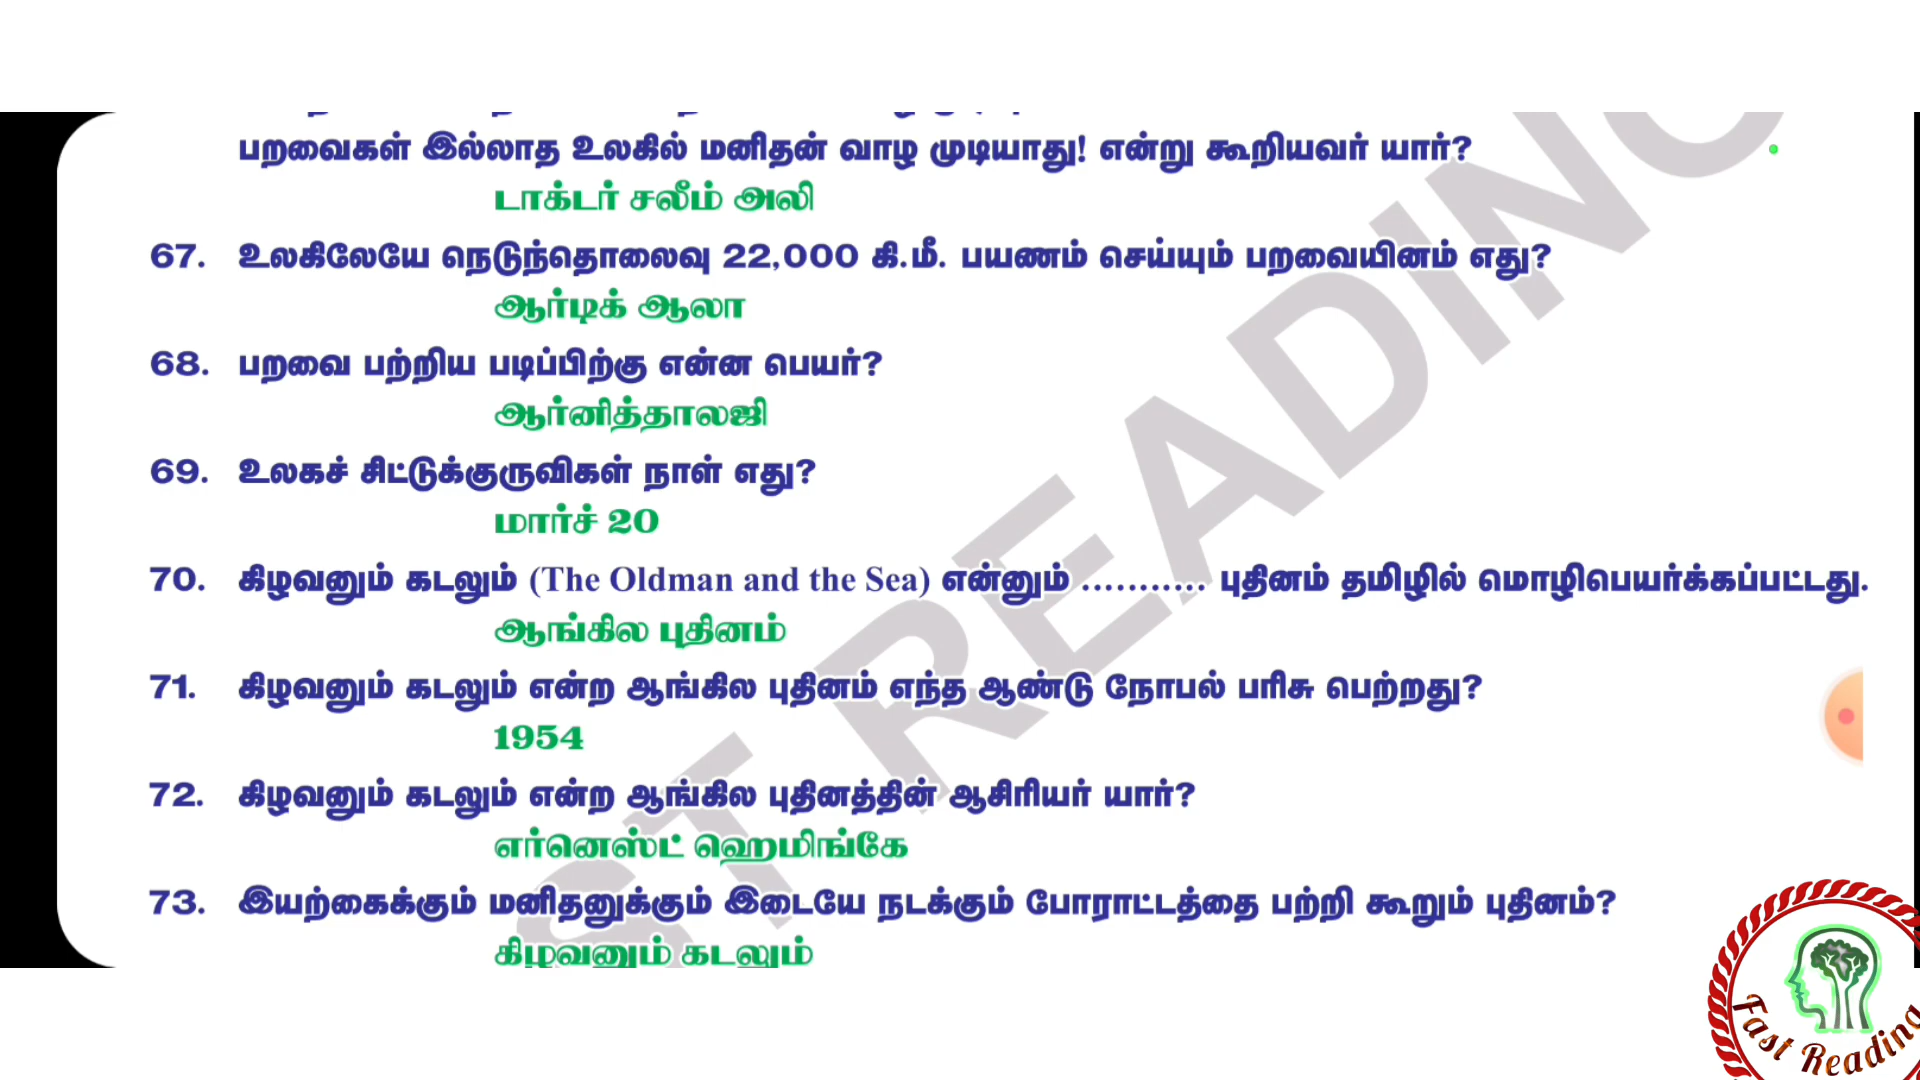 பறவைகள் இல்லாத உலகில் மனிதன் வாழ முடியாது! என்று கூறியவர் யார்?
டாக்டர் சலீம் அலி
67. உலகிலேயே நெடுந்தொலைவு 22,000 கி.மீ. பயணம் செய்யும் பறவையினம் எது?
ஆர்டிக் ஆலா
68. பறவை பற்றிய படிப்பிற்கு என்ன பெயர்?
ஆர்னித்தாலஜி
69. உலகச் சிட்டுக்குருவிகள் நாள் எது?
மார்ச் 20
70. கிழவனும் கடலும் (The Oldman and the Sea) என்னும் ........... புதினம் தமிழில் மொழிபெயர்க்கப்பட்டது.
ஆங்கில புதினம்
71. கிழவனும் கடலும் என்ற ஆங்கில புதினம் எந்த ஆண்டு நோபல் பரிசு பெற்றது?
1954
72. கிழவனும் கடலும் என்ற ஆங்கில புதினத்தின் ஆசிரியர் யார்?
எர்னெஸ்ட் ஹெமிங்கே
73. இயற்கைக்கும் மனிதனுக்கும் இடையே நடக்கும் போராட்டத்தை பற்றி கூறும் புதினம்?
கிழவனும் கடலும்
ST READING
Fast Reading